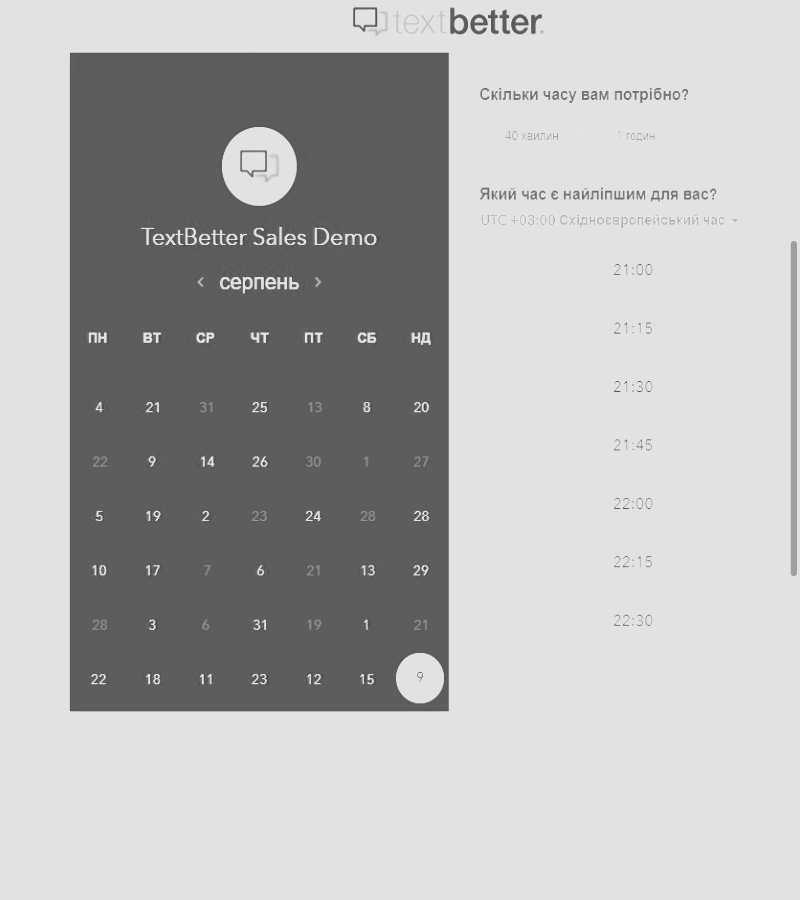 textbetter.
TextBetter Sales Demo
серпень
ПН ВТ СР ЧТ ПТ СБ НД
4 21 31 25 13 8 20
22 9 14 26 30 1 27
5 19 2 23 24 28 28
10 17 7 6 21 13 29
28 3 6 31 19 1 21
22 18 11 23 12 15 9
Скільки часу вам потрібно?
40 хвилин 1 годин
Який час є найліпшим для вас?
UTC +03:00 Східноєвропейський час
21:00
21:15
21:30
21:45
22:00
22:15
22:30